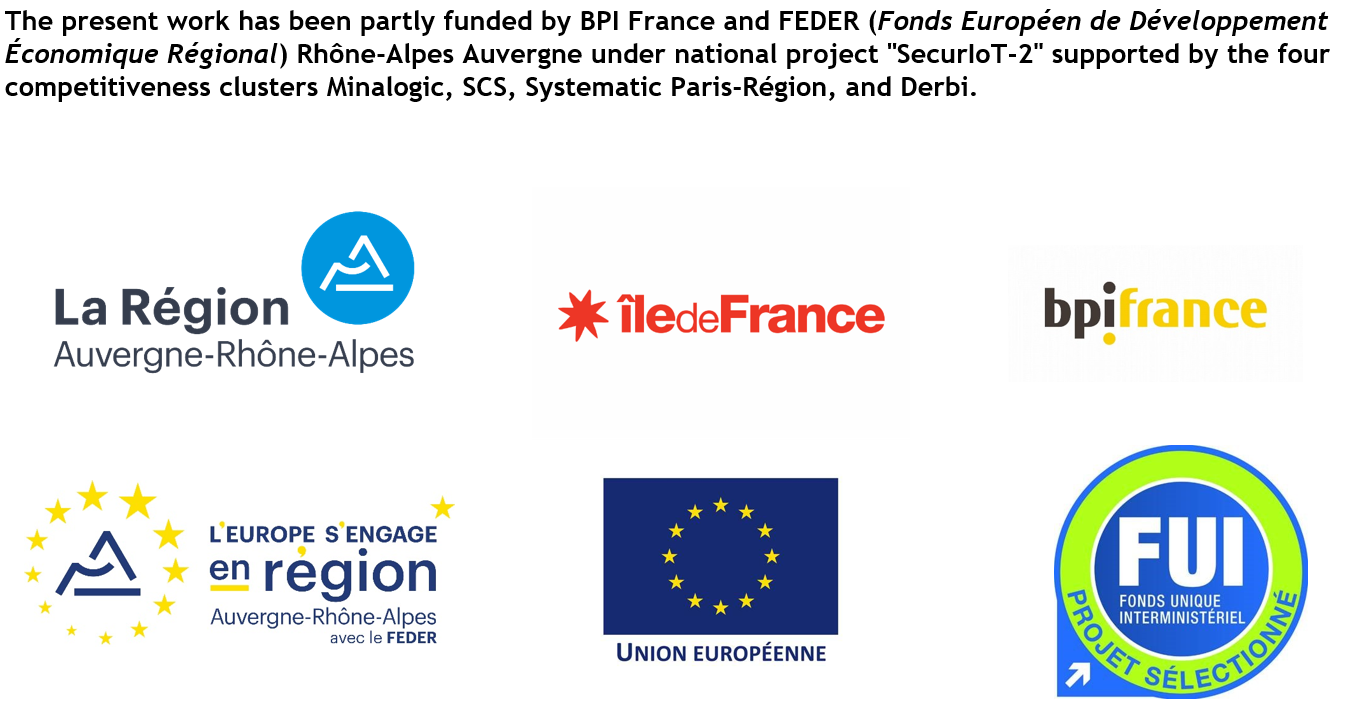 The present work has been partly funded by BPI France and FEDER (Fonds Européen de Développement
Économique Régional) Rhône-Alpes Auvergne under national project "SecurIoT-2" supported by the four
competitiveness clusters Minalogic, SCS, Systematic Paris-Région, and Derbi.
La Région
Auvergne-Rhône-Alpes
îledeFrance
bpifrance
L'EUROPE S'ENGAGE
en région
Auvergne-Rhône-Alpes
avec le FEDER
UNION EUROPÉENNE
FUI
FONDS UNIQUE
INTERMINISTÉRIEL
PROJET SÉLECTIONNÉ